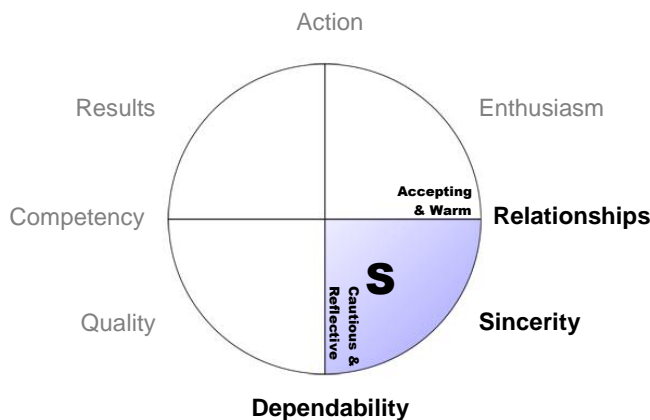 Action
Results
Enthusiasm
Accepting
& Warm
Competency
Relationships
S
Cautious &
Reflective
Quality
Sincerity
Dependability